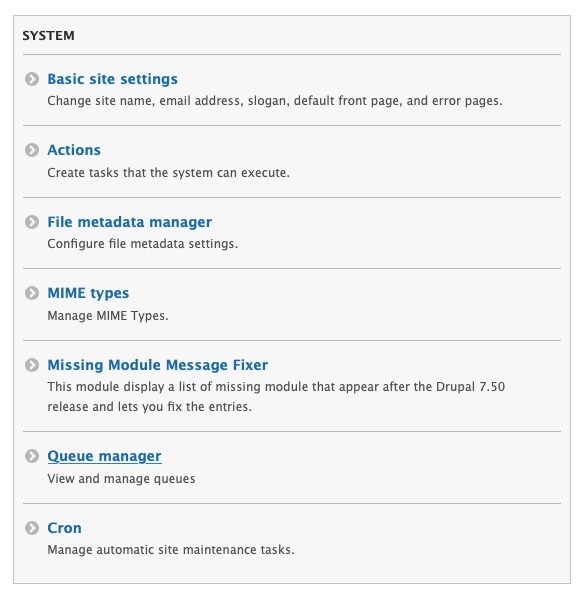 SYSTEM
Basic site settings
Change site name, email address, slogan, default front page, and error pages.
Actions
Create tasks that the system can execute.
File metadata manager
Configure file metadata settings.
MIME types
Manage MIME Types.
Missing Module Message Fixer
This module display a list of missing module that appear after the Drupal 7.50
release and lets you fix the entries.
Queue manager
View and manage queues
Cron
Manage automatic site maintenance tasks.